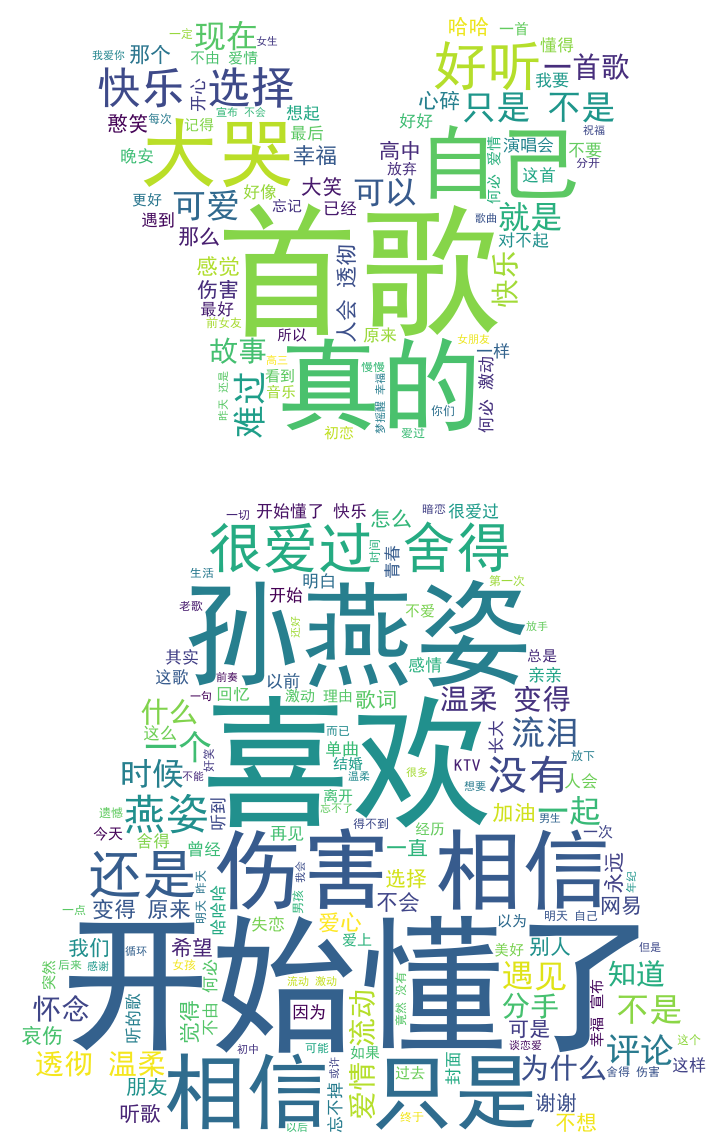 一定 现在 女生 哈哈 一首
我爱你 那个 不由 爱情 好听 懂得
快乐 选择 开心 一首歌
我要
心碎 只是 不是
宣布 不会 想起
憨笑 每次 记得 最后 好好 祝福
大哭 自己
晚安 幸福 高中 爱情 演唱会 不要
放弃 分开
好像 大笑 可以 何必 这首
更好 可爱 忘记 已经 歌曲 就是
遇到 那么 首歌 对不起
感觉 透彻 快乐
伤害 人会
最好
前女友 所以 原来 女朋友
故事 高三 真的 一样
看到 慢慢 激动
昨天 还是 难过 音乐 幸福 梦摇醒 你们 何必
初恋 爱过
一切 开始懂了 快乐 怎么 暗恋 很爱过
很爱过 时间 青春 舍得
生活 明白 第一次
老歌 开始 孙燕姿 不爱
还好 放手
其实 感情 总是
这歌 前奏 以前 亲亲
一句 回忆 激动 理由 歌词 温柔 变得
什么 喜欢
这么 一个 而已 单曲 长大 流泪
好笑 结婚 KTV 放下
时候 不能 温柔 很多 没有 人会
离开 想要
遗憾 燕姿 听到 忘不了 加油 一起
今天 得不到 男生
舍得 曾经 再见 经历 一次
伤害 一直 相信
还是 选择 永远
昨天 明天 我会 年纪
一点 变得 原来 哈哈哈 男孩 不会 网易
失恋 爱心 以为 明天 自己
我们 循环 希望 爱上 美好 别人 但是
突然 后来 感谢 女孩 何必 开始懂了 遇见 知道
流动 激动 没有 竟然
怀念 听的歌 觉得 不由 因为 流动 分手 宣布 不是
哀伤 可是 幸福
初中 可能 如果 谈恋爱 评论 这个
透彻 温柔 相信 爱情 过去 只是 封面 为什么 这样
朋友 或许 舍得 伤害
听歌 忘不掉 终于 谢谢 不想
以后